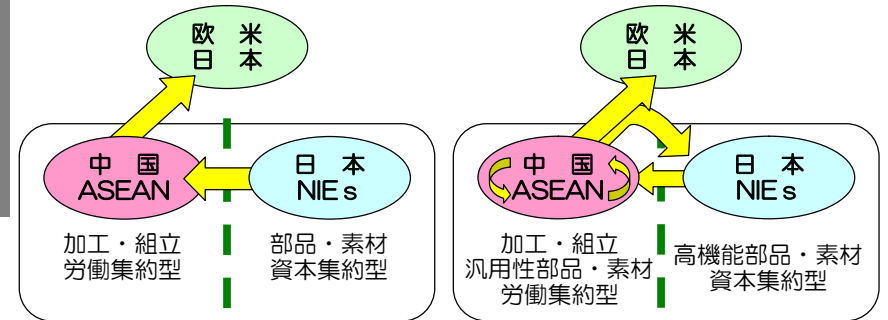 欧 米
日 本
中 国
ASEAN
日 本
NIEs
加工・組立
労働集約型
部品・素材
資本集約型
欧 米
日 本
中 国
ASEAN
日 本
NIEs
加工・組立
汎用性部品・素材
労働集約型
高機能部品・素材
資本集約型